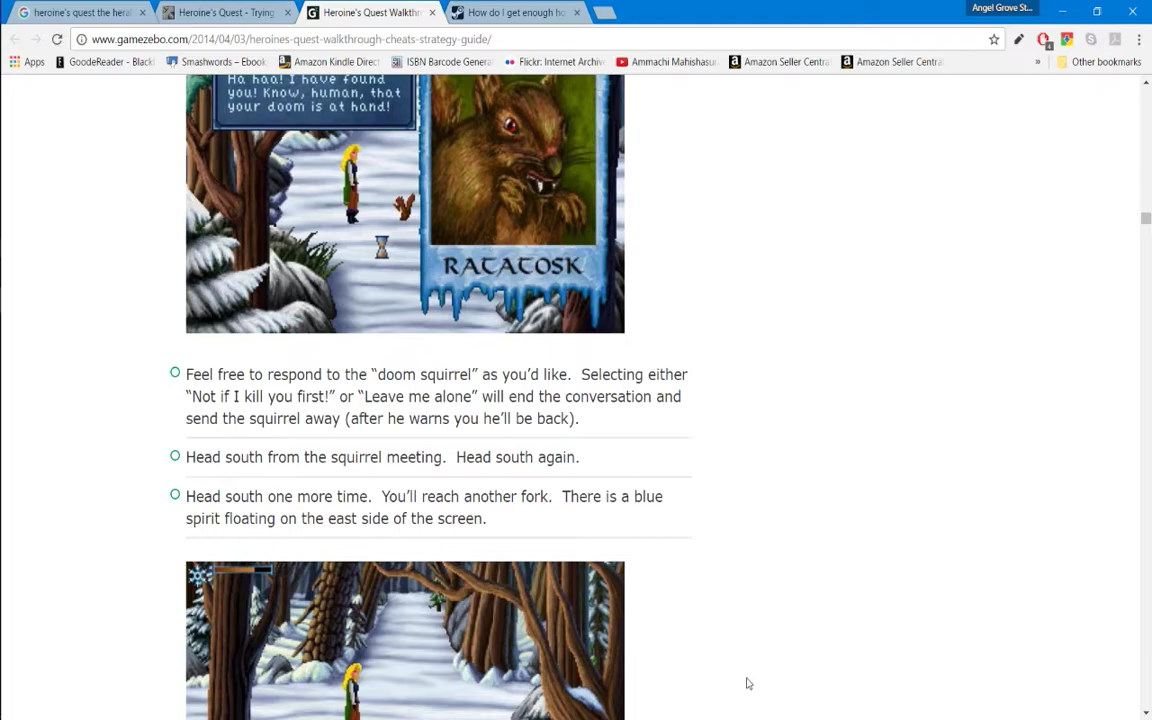 heroine's quest the hera
Heroine's Quest - Trying
Heroine's Quest Walkthr
How do I get enough ho
Angel Grove St...
www.gamezebo.com/2014/04/03/heroines-quest-walkthrough-cheats-strategy-guide/
Apps
GoodeReader - Blackl
Smashwords – Ebook
Amazon Kindle Direct
ISBN Barcode Genera
Flickr: Internet Archiv
Ammachi Mahishasu
Amazon Seller Centra
Amazon Seller Centra
» Other bookmarks
Ha haa! I have found
you! Know, human, that
your doom is at hand!
RATATOSK
Feel free to respond to the “doom squirrel” as you’d like. Selecting either
“Not if I kill you first!” or “Leave me alone” will end the conversation and
send the squirrel away (after he warns you he’ll be back).
Head south from the squirrel meeting. Head south again.
Head south one more time. You’ll reach another fork. There is a blue
spirit floating on the east side of the screen.